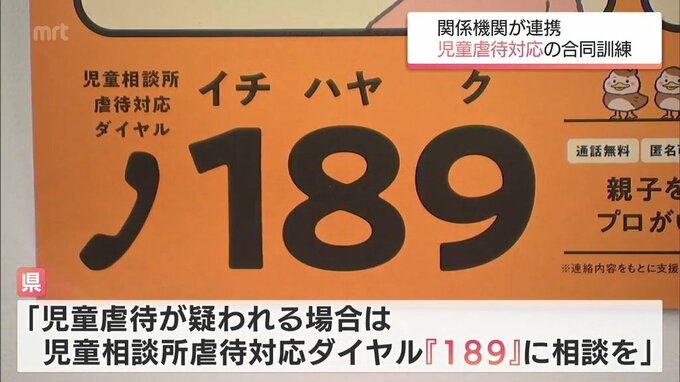 mrt
関係機関が連携
児童虐待対応の合同訓練
児童相談所
虐待対応
ダイヤル
イチ ハヤ ク
189
通話無料 匿名
親子を
プロが
※連絡内容をもとに支援
県
「児童虐待が疑われる場合は
児童相談所虐待対応ダイヤル『189』に相談を」